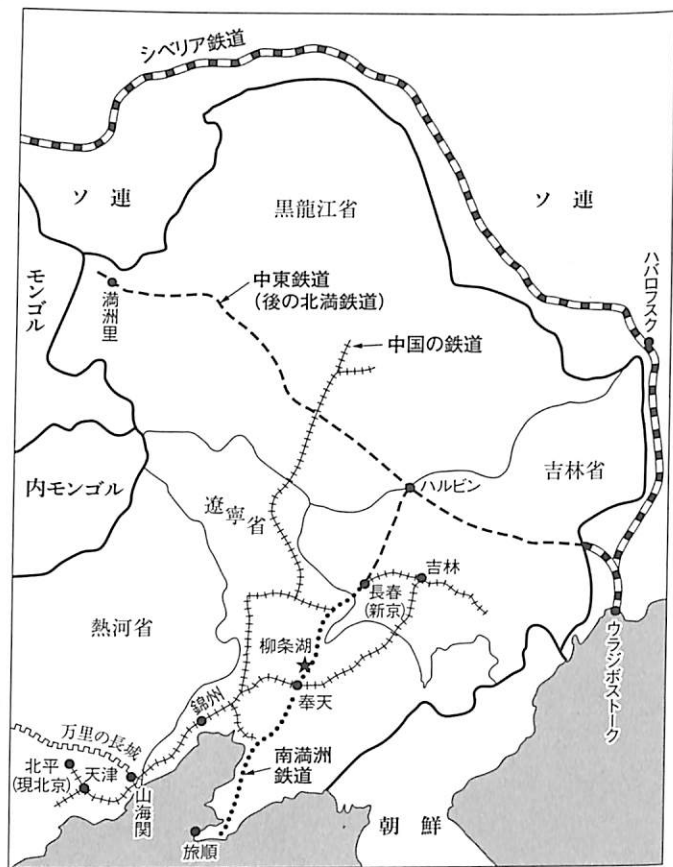 シベリア鉄道
ソ連
黒龍江省
ソ連
モンゴル
満洲里
中東鉄道
(後の北満鉄道)
中国の鉄道
ハバロフスク
内モンゴル
遼寧省
ハルビン
吉林省
熱河省
長春
(新京)
吉林
柳条湖
奉天
ウラジボストーク
錦州
万里の長城
北平
(現北京)
天津
山海関
南満洲
鉄道
旅順
朝鮮